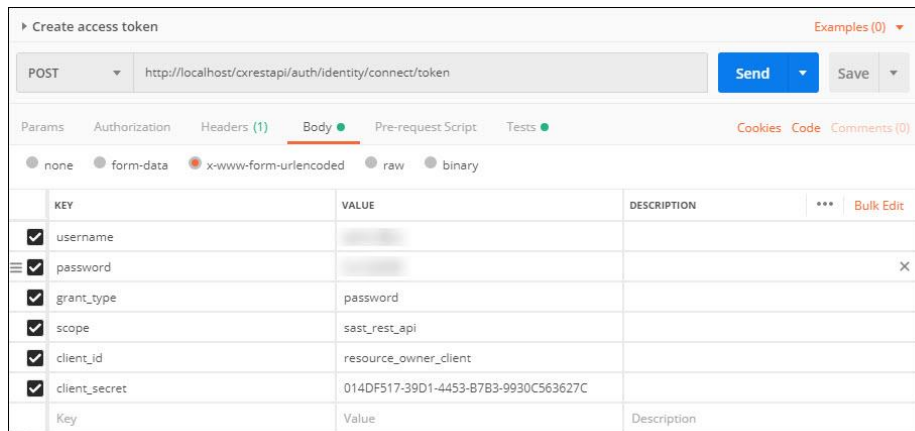 Create access token Examples (0)
POST http://localhost/cxrestapi/auth/identity/connect/token Send Save
Params Authorization Headers (1) Body Pre-request Script Tests Cookies Code Comments (0)
none form-data x-www-form-urlencoded raw binary
KEY VALUE DESCRIPTION ••• Bulk Edit
username
password
grant_type password
scope sast_rest_api
client_id resource_owner_client
client_secret 014DF517-39D1-4453-B7B3-9930C563627C
Key Value Description